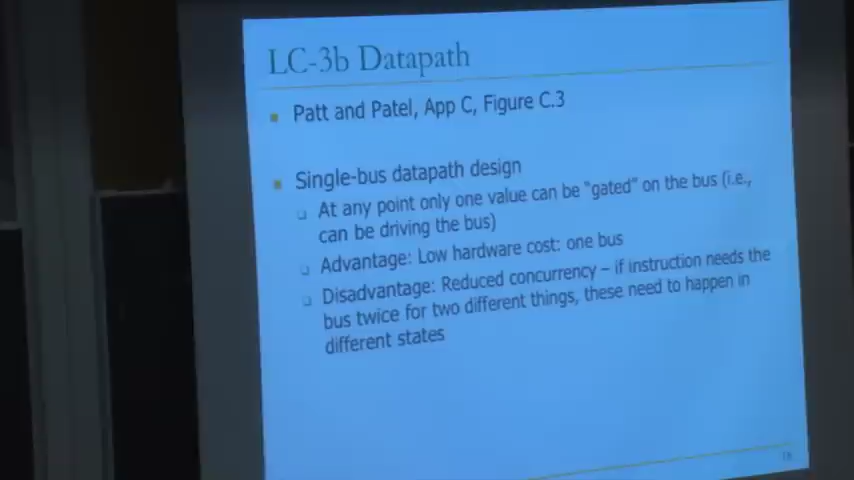 LC-3b Datapath
Patt and Patel, App C, Figure C.3
Single-bus datapath design
At any point only one value can be “gated” on the bus (i.e.,
can be driving the bus)
Advantage: Low hardware cost: one bus
Disadvantage: Reduced concurrency – if instruction needs the
bus twice for two different things, these need to happen in
different states